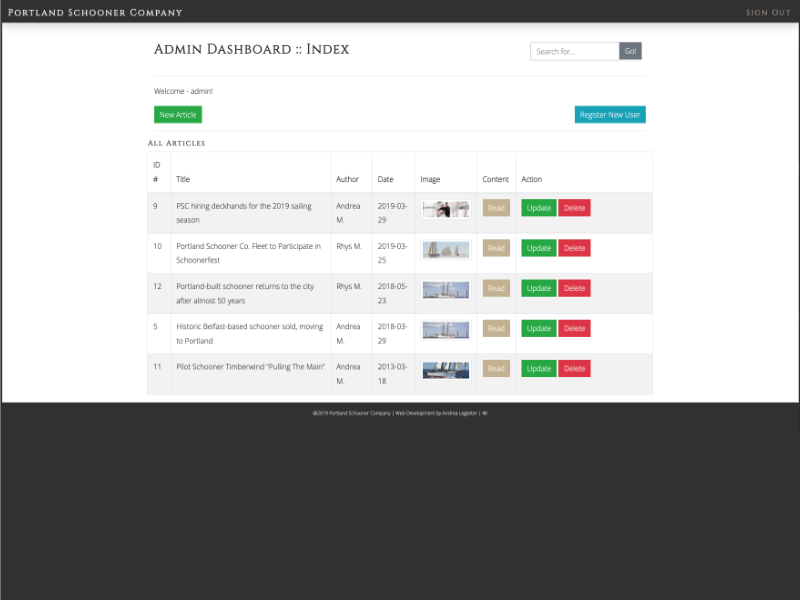 Portland Schooner Company
Sign Out
Admin Dashboard :: Index
Search for...
Go!
Welcome - admin!
New Article
Register New User
All Articles
ID #
Title
Author
Date
Image
Content
Action
9
PSC hiring deckhands for the 2019 sailing season
Andrea M.
2019-03-29
Read
Update
Delete
10
Portland Schooner Co. Fleet to Participate in Schoonerfest
Rhys M.
2019-03-25
Read
Update
Delete
12
Portland-built schooner returns to the city after almost 50 years
Rhys M.
2018-05-23
Read
Update
Delete
5
Historic Belfast-based schooner sold, moving to Portland
Andrea M.
2018-03-29
Read
Update
Delete
11
Pilot Schooner Timberwind "Pulling The Main"
Andrea M.
2013-03-18
Read
Update
Delete
@2019 Portland Schooner Company | Web Development by Andrea Legleiter |